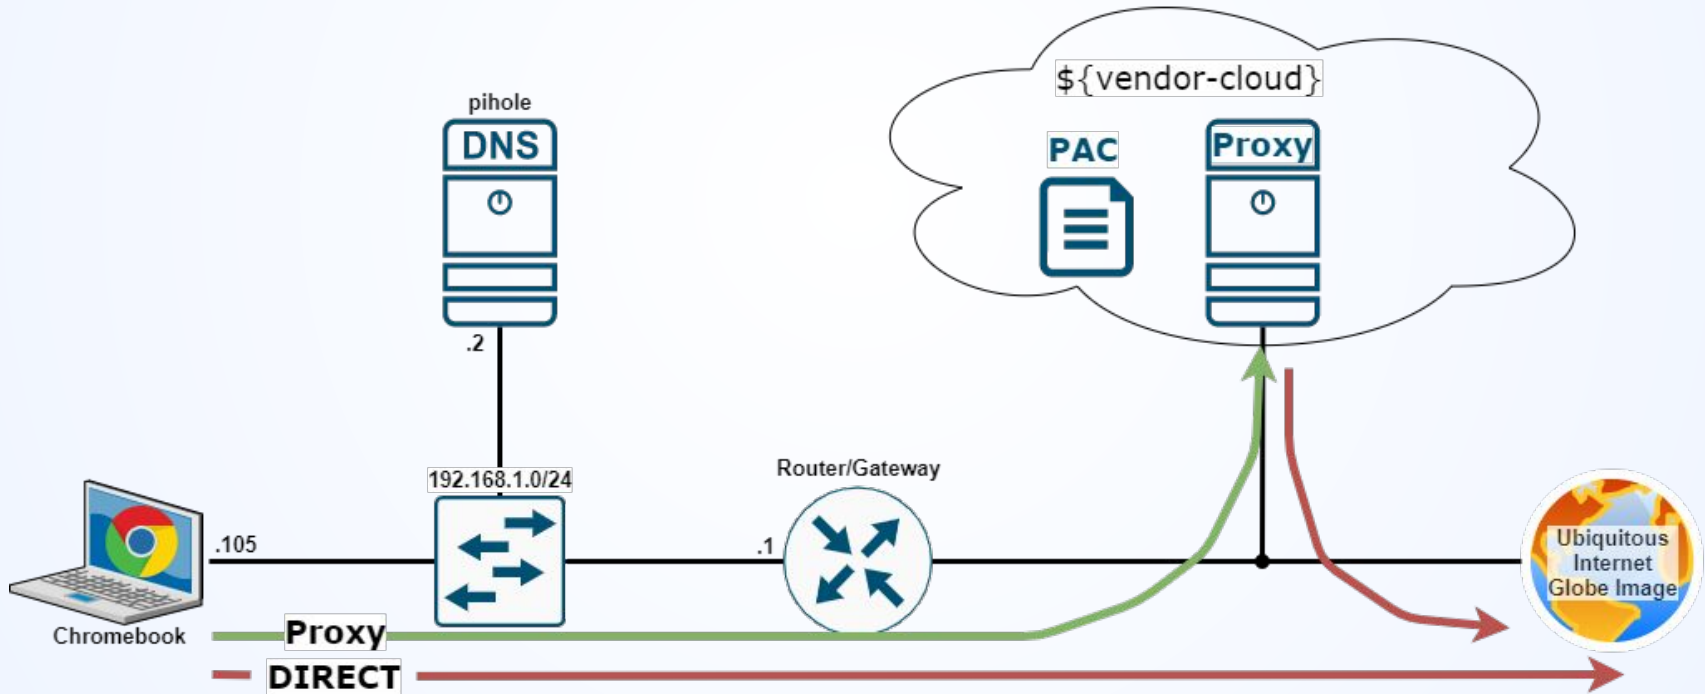 ${vendor-cloud}
pihole
DNS
PAC
Proxy
.2
192.168.1.0/24
Router/Gateway
.105
.1
Ubiquitous
Internet
Globe Image
Chromebook
Proxy
DIRECT